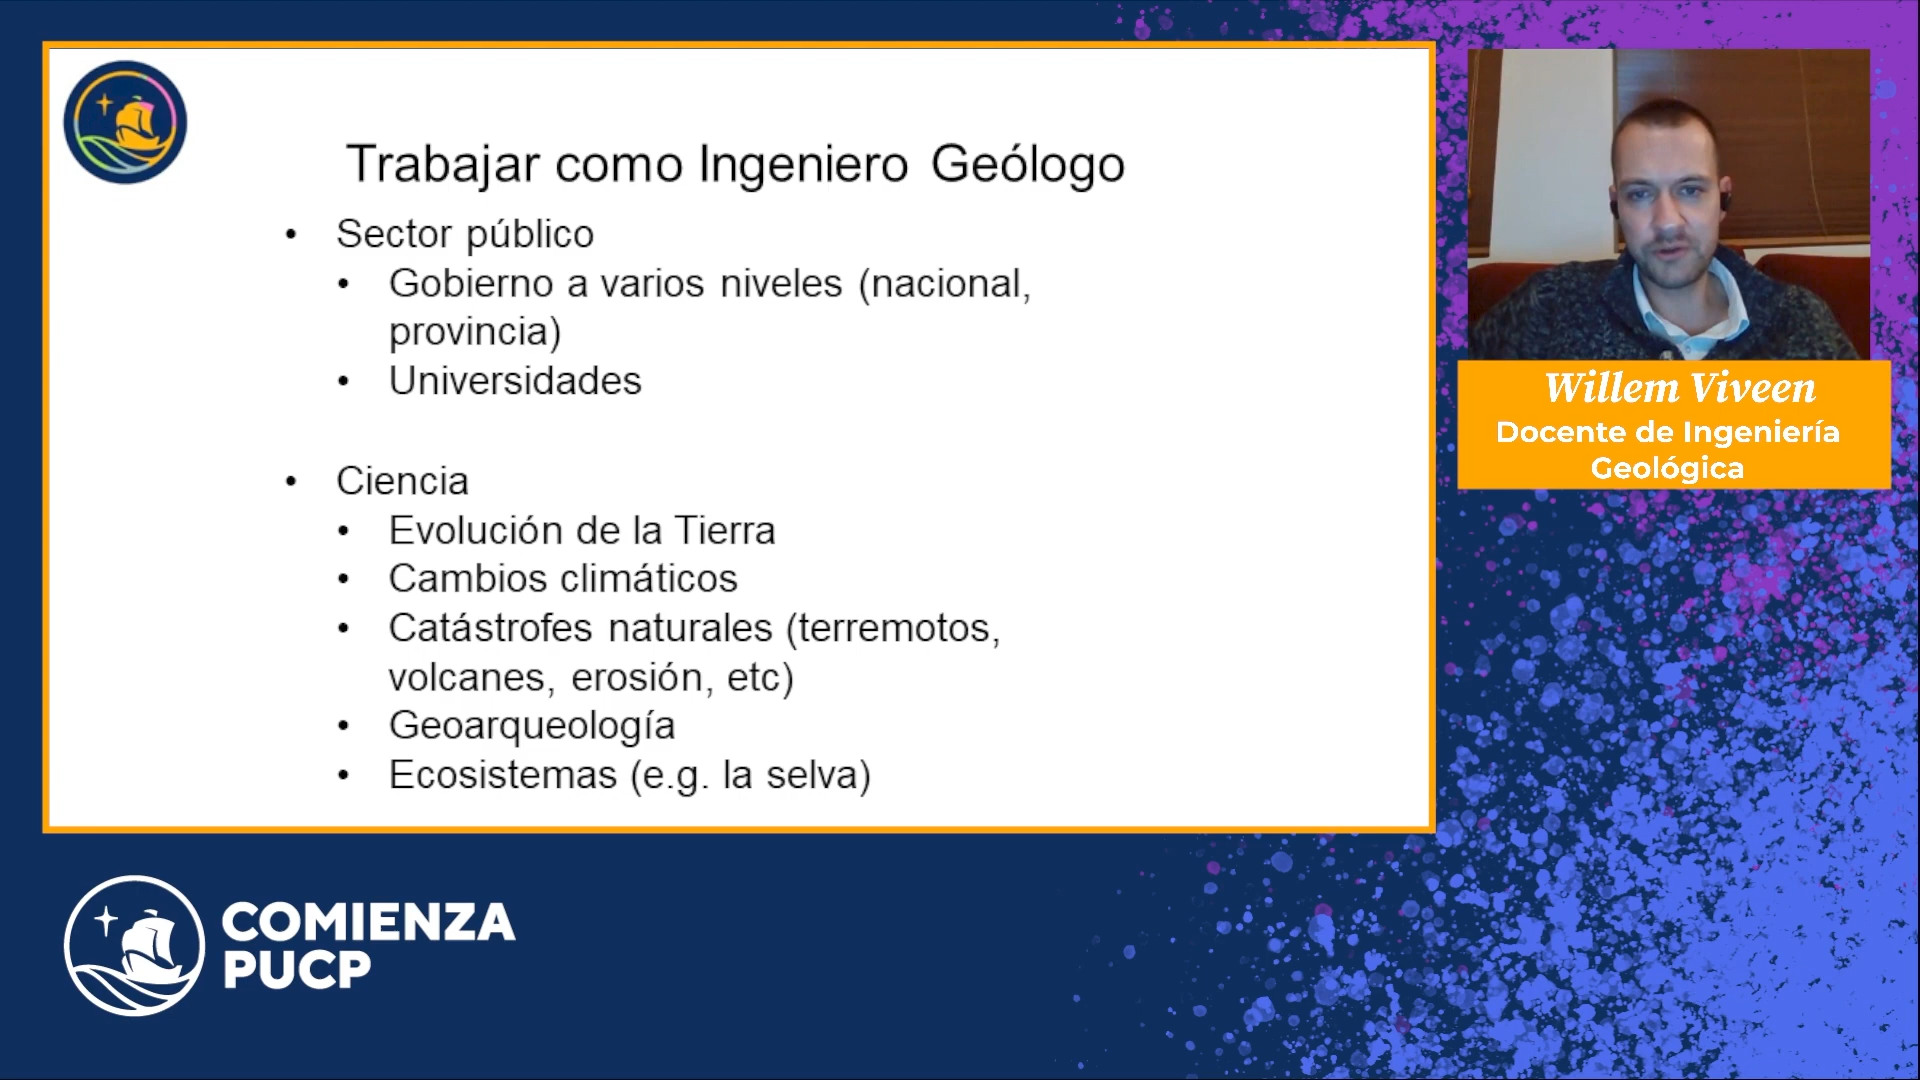 Trabajar como Ingeniero Geólogo
• Sector público
• Gobierno a varios niveles (nacional,
provincia)
• Universidades
• Ciencia
• Evolución de la Tierra
• Cambios climáticos
• Catástrofes naturales (terremotos,
volcanes, erosión, etc)
• Geoarqueología
• Ecosistemas (e.g. la selva)
Willem Viveen
Docente de Ingeniería
Geológica
COMIENZA
PUCP